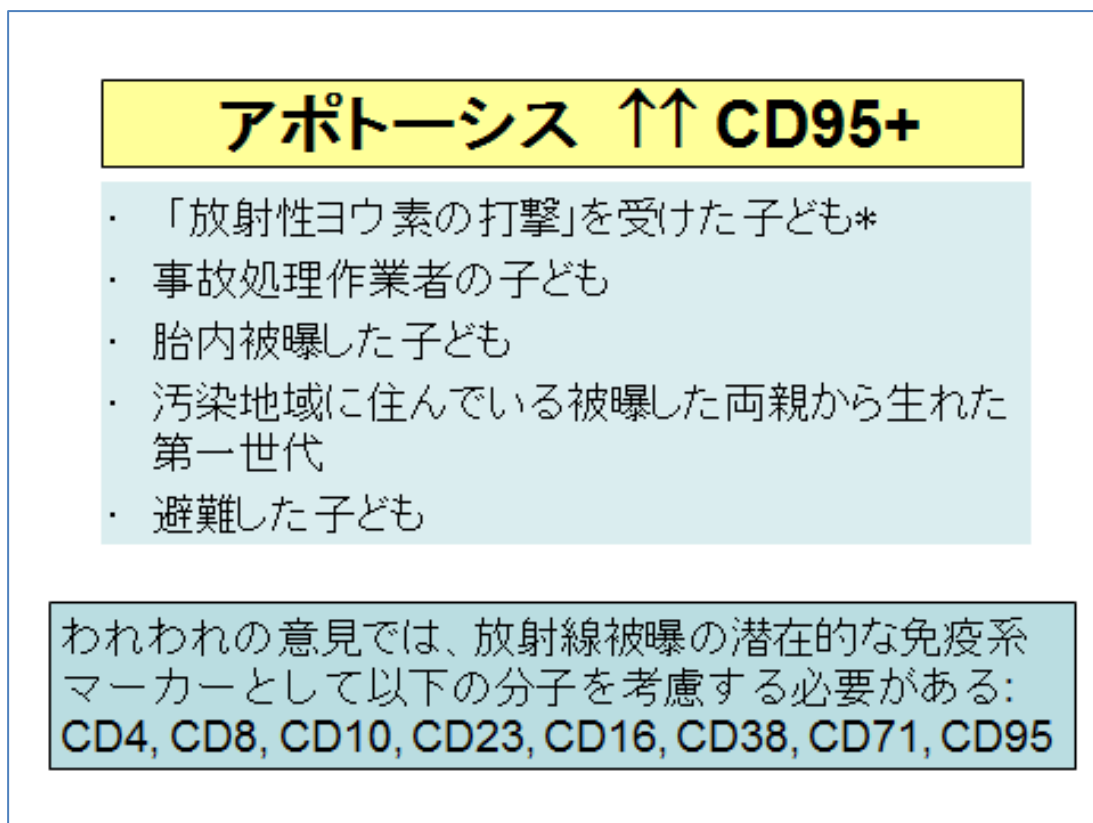 アポトーシス ↑↑ CD95+
・ 「放射性ヨウ素の打撃」を受けた子ども*
・ 事故処理作業者の子ども
・ 胎内被曝した子ども
・ 汚染地域に住んでいる被曝した両親から生れた
第一世代
・ 避難した子ども
われわれの意見では、放射線被曝の潜在的な免疫系
マーカーとして以下の分子を考慮する必要がある:
CD4, CD8, CD10, CD23, CD16, CD38, CD71, CD95